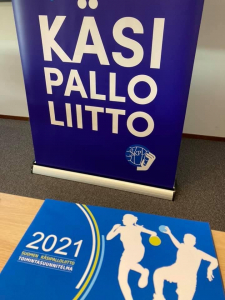 KÄSI
PALLO
LIITTO
2021
SUOMEN KÄSIPALLOLIITTO
TOIMINTASUUNNITELMA